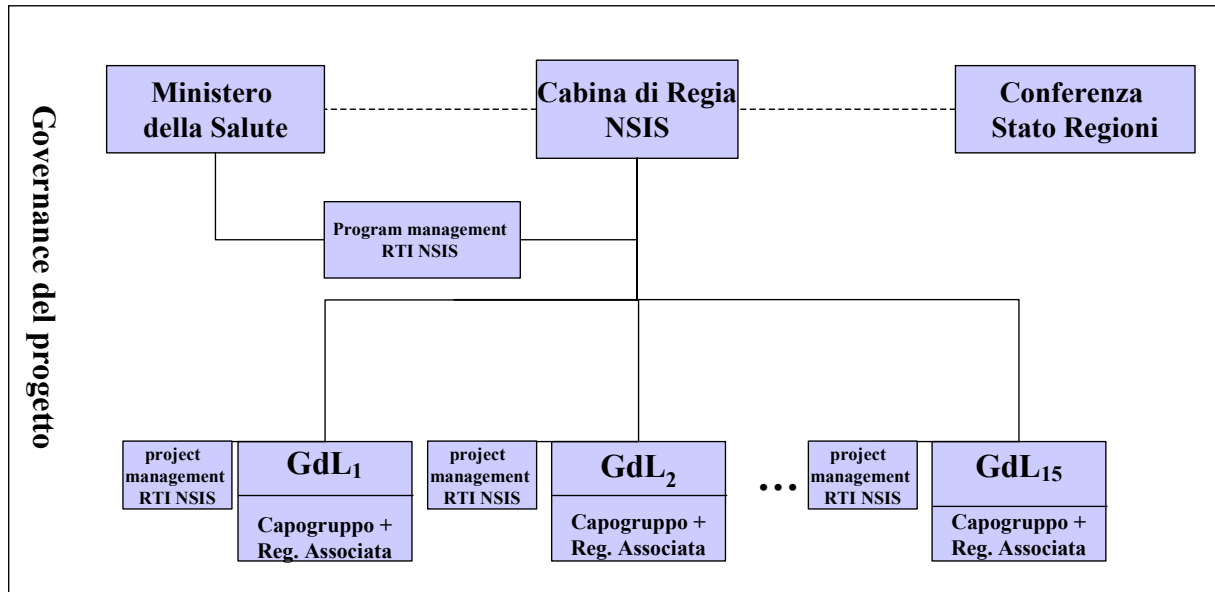 Governance del progetto
Ministero
della Salute
Cabina di Regia
NSIS
Conferenza
Stato Regioni
Program management
RTI NSIS
project
management
RTI NSIS
GdL1
Capogruppo +
Reg. Associata
project
management
RTI NSIS
GdL2
Capogruppo +
Reg. Associata
...
project
management
RTI NSIS
GdL15
Capogruppo +
Reg. Associata